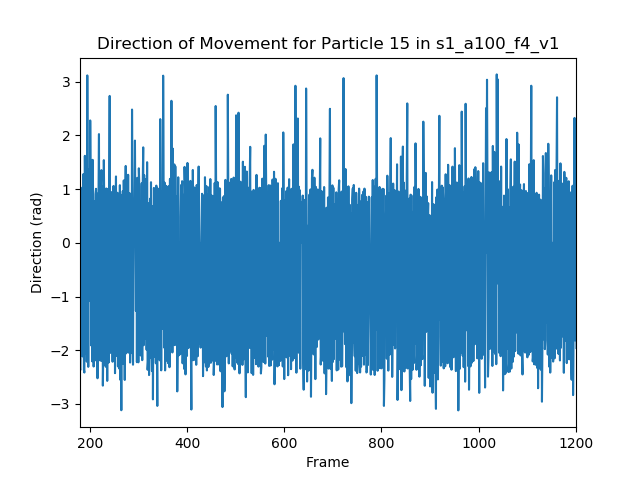 Direction of Movement for Particle 15 in s1_a100_f4_v1
3
2
1
0
−1
−2
−3
Direction (rad)
200 400 600 800 1000 1200
Frame